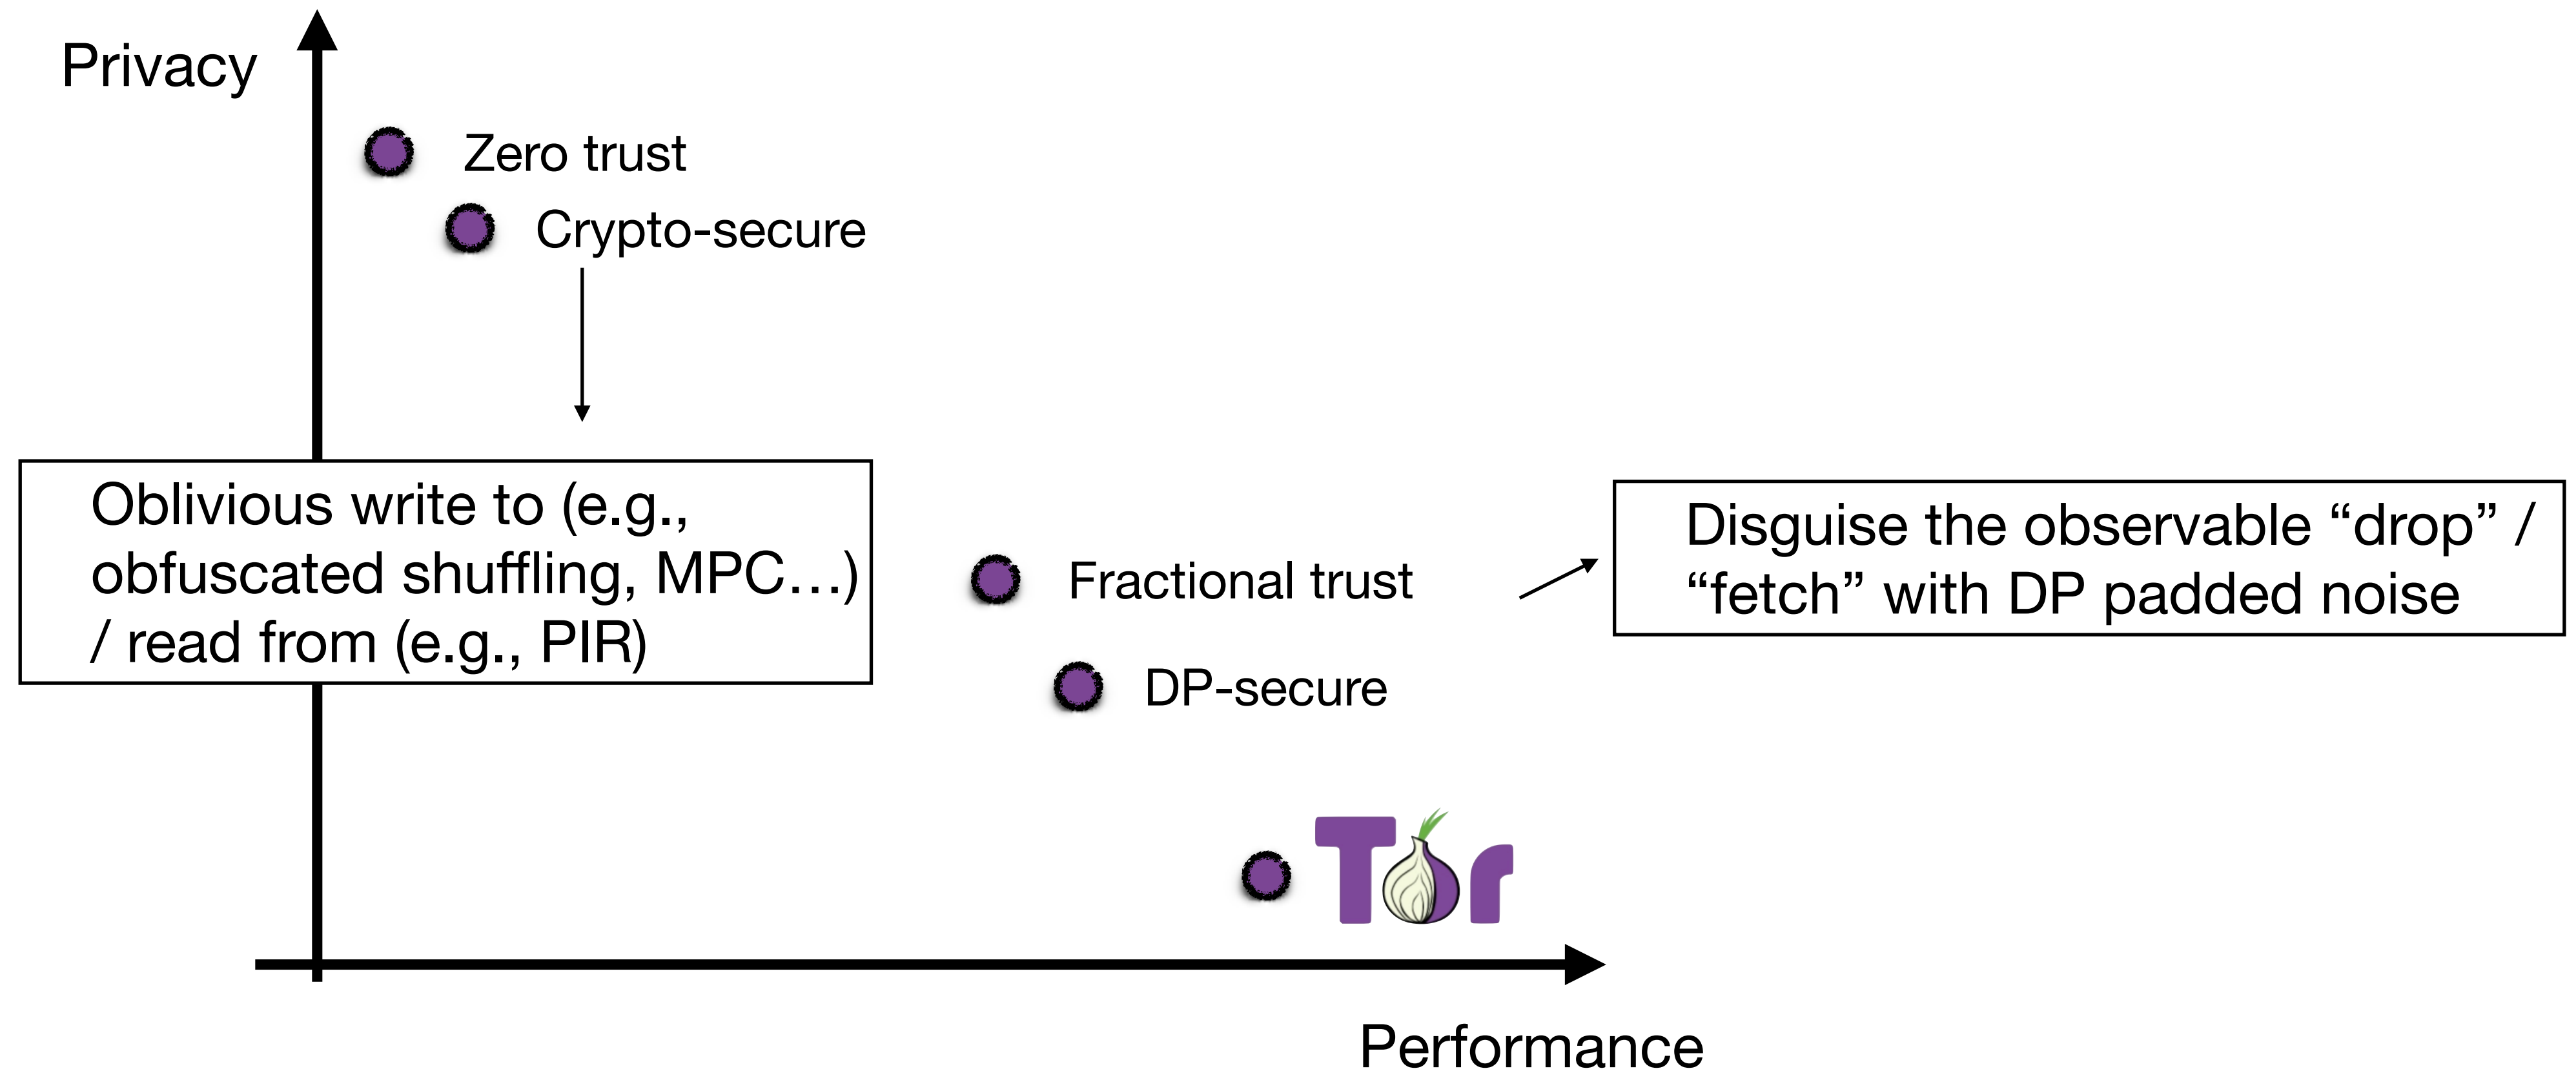 Privacy
Zero trust
Crypto-secure
Oblivious write to (e.g.,
obfuscated shuffling, MPC…)
/ read from (e.g., PIR)
Fractional trust
DP-secure
Disguise the observable “drop” /
“fetch” with DP padded noise
Tor
Performance